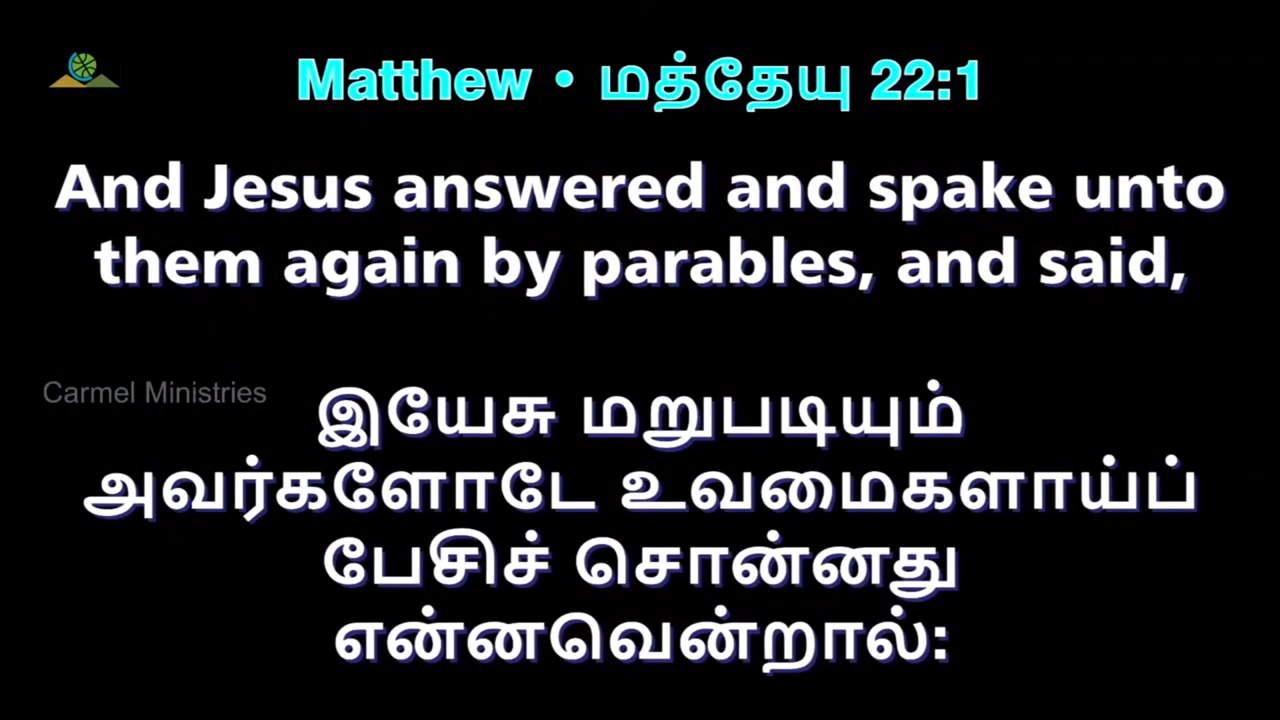 Matthew • மத்தேயு 22:1
And Jesus answered and spake unto
them again by parables, and said,
Carmel Ministries
இயேசு மறுபடியும்
அவர்களோடே உவமைகளாய்ப்
பேசிச் சொன்னது
என்னவென்றால்: